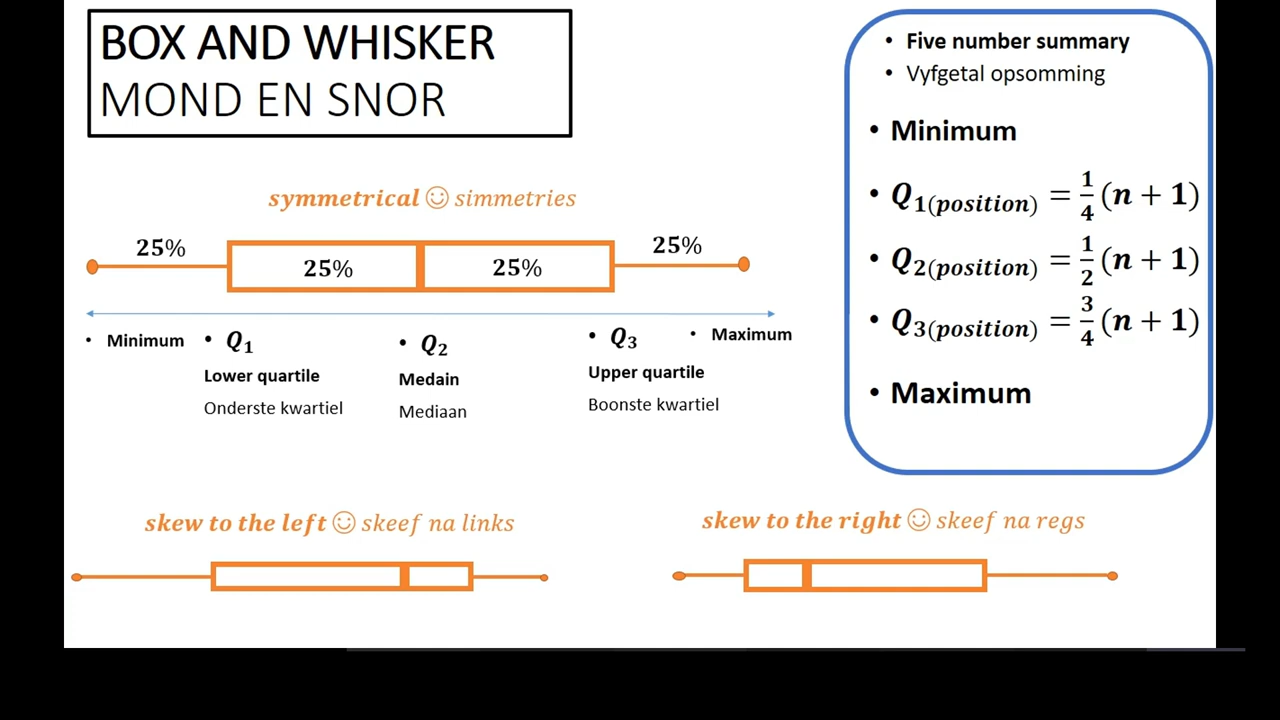 BOX AND WHISKER
MOND EN SNOR
symmetrical ☺ simmetries
25%
25%
25%
25%
• Minimum
• Q₁
Lower quartile
Onderste kwartiel
• Q₂
Medain
Mediaan
• Q₃
Upper quartile
Boonste kwartiel
• Maximum
skew to the left ☺ skeef na links
skew to the right ☺ skeef na regs
• Five number summary
• Vyfgetal opsomming
• Minimum
• Q₁(position) = 1/4 (n + 1)
• Q₂(position) = 1/2 (n + 1)
• Q₃(position) = 3/4 (n + 1)
• Maximum